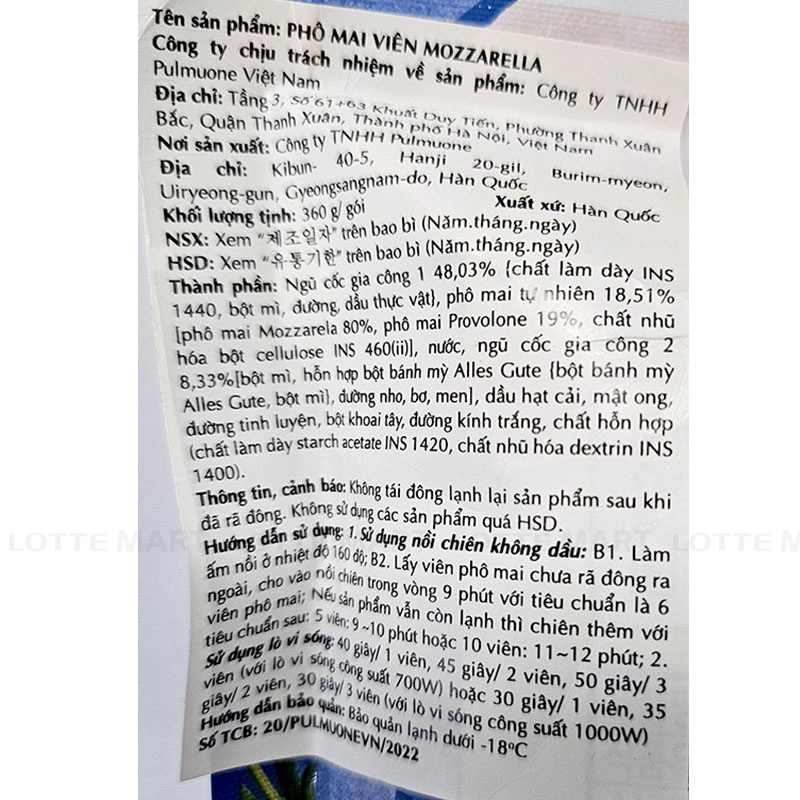 Tên sản phẩm: PHÔ MAI VIÊN MOZZARELLA
Công ty chịu trách nhiệm về sản phẩm: Công ty TNHH
Pulmuone Việt Nam
Địa chỉ: Tầng 3, Số 61+63 Khuất Duy Tiến, Phường Thanh Xuân
Bắc, Quận Thanh Xuân, Thành phố Hà Nội, Việt Nam
Nơi sản xuất: Công ty TNHH Pulmuone
Địa chỉ: Kibun- 40-5, Hanji 20-gil, Burim-myeon,
Uiryeong-gun, Gyeongsangnam-do, Hàn Quốc
Xuất xứ: Hàn Quốc
Khối lượng tịnh: 360 g/ gói
NSX: Xem "제조일자" trên bao bì (Năm.tháng.ngày)
HSD: Xem "유통기한" trên bao bì (Năm.tháng.ngày)
Thành phần: Ngũ cốc gia công 1 48,03% {chất làm dày INS
1440, bột mì, đường, dầu thực vật}, phô mai tự nhiên 18,51%
[phô mai Mozzarela 80%, phô mai Provolone 19%, chất nhũ
hóa bột cellulose INS 460(ii)], nước, ngũ cốc gia công 2
8,33%[bột mì, hỗn hợp bột bánh mỳ Alles Gute {bột bánh mỳ
Alles Gute, bột mì}, đường nho, bơ, men], dầu hạt cải, mật ong,
đường tinh luyện, bột khoai tây, đường kính trắng, chất hỗn hợp
(chất làm dày starch acetate INS 1420, chất nhũ hóa dextrin INS
1400).
Thông tin, cảnh báo: Không tái đông lạnh lại sản phẩm sau khi
đã rã đông. Không sử dụng các sản phẩm quá HSD.
Hướng dẫn sử dụng: 1. Sử dụng nồi chiên không dầu: B1. Làm
ấm nồi ở nhiệt độ 160 độ; B2. Lấy viên phô mai chưa rã đông ra
ngoài, cho vào nồi chiên trong vòng 9 phút với tiêu chuẩn là 6
viên phô mai; Nếu sản phẩm vẫn còn lạnh thì chiên thêm với
tiêu chuẩn sau: 5 viên: 9~10 phút hoặc 10 viên: 11~12 phút; 2.
Sử dụng lò vi sóng: 40 giây/ 1 viên, 45 giây/ 2 viên, 50 giây/ 3
viên (với lò vi sóng công suất 700W) hoặc 30 giây/ 1 viên, 35
giây/ 2 viên, 30 giây/ 3 viên (với lò vi sóng công suất 1000W)
Hướng dẫn bảo quản: Bảo quản lạnh dưới -18ºC
Số TCB: 20/PULMUONEVN/2022
LOTTE MART LOTTE MART LOTTE